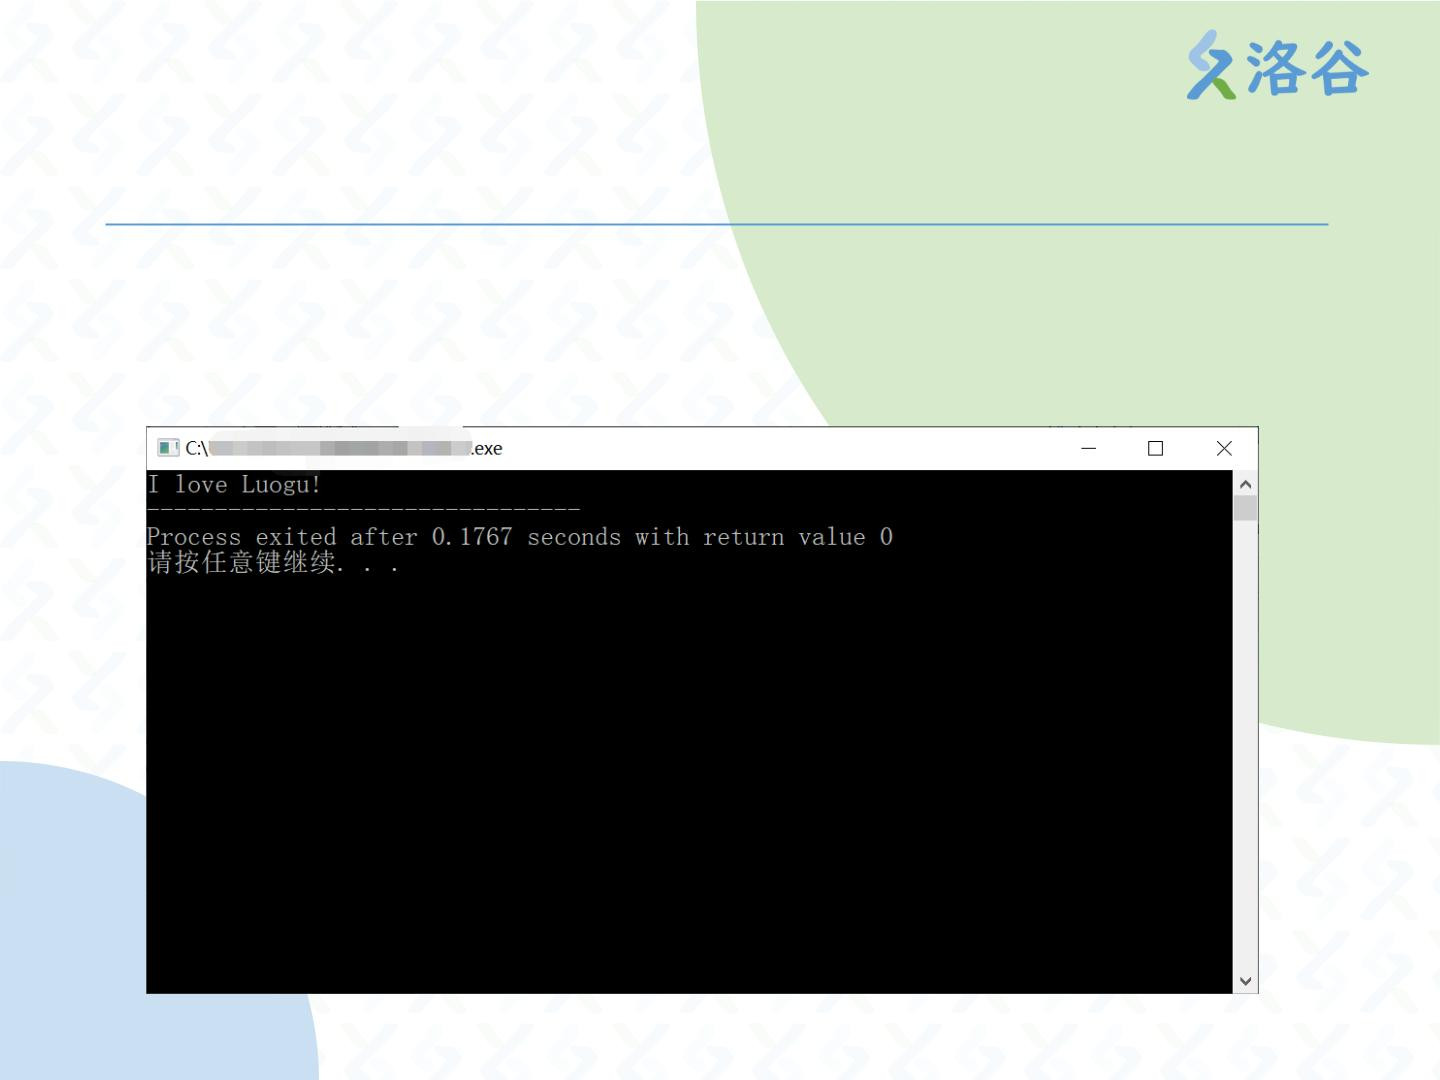 洛谷
C:\ .exe
I love Luogu!
--------------------------------
Process exited after 0.1767 seconds with return value 0
请按任意键继续. . .